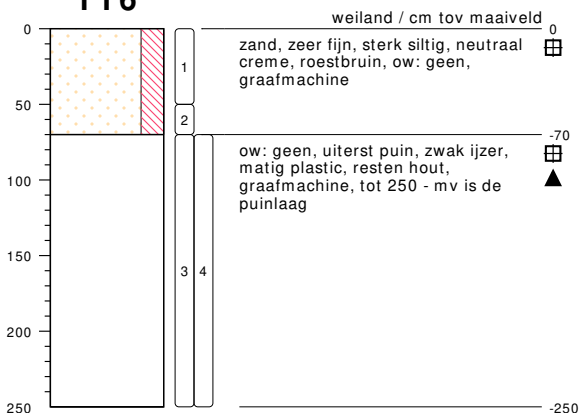 116
weiland / cm tov maaiveld
0
0
zand, zeer fijn, sterk siltig, neutraal
creme, roestbruin, ow: geen,
graafmachine
1
50
2
-70
ow: geen, uiterst puin, zwak ijzer,
matig plastic, resten hout,
graafmachine, tot 250 - mv is de
puinlaag
100
150
3 4
200
250
-250